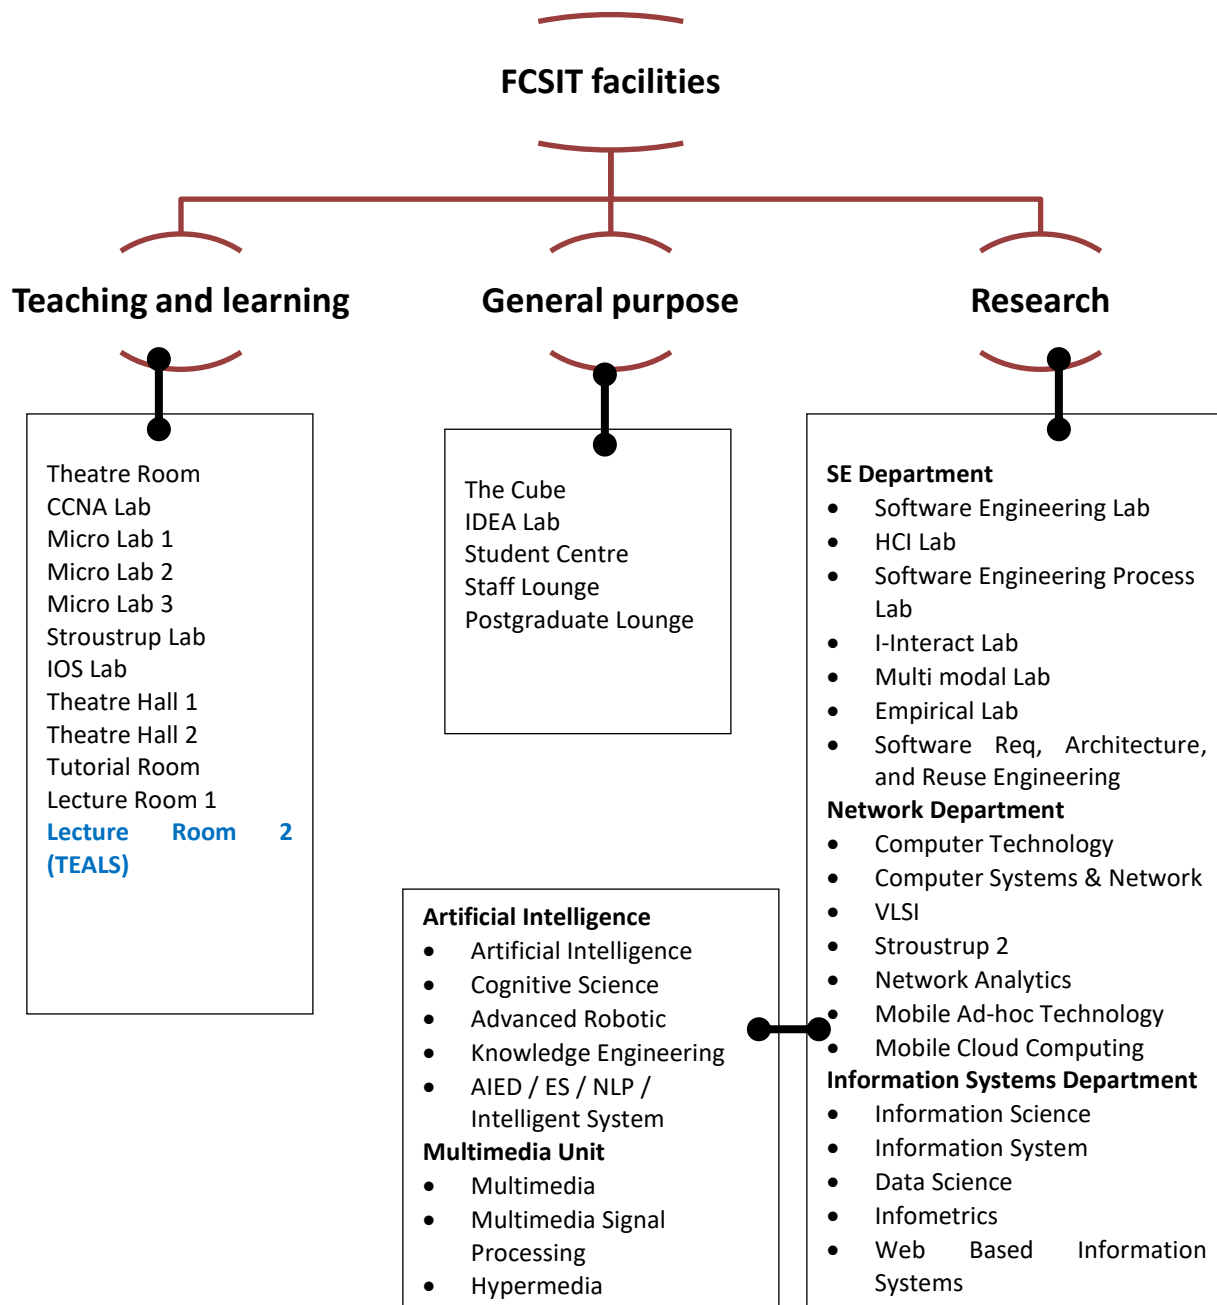 FCSIT facilities
Teaching and learning
General purpose
Research
Theatre Room
CCNA Lab
Micro Lab 1
Micro Lab 2
Micro Lab 3
Stroustrup Lab
IOS Lab
Theatre Hall 1
Theatre Hall 2
Tutorial Room
Lecture Room 1
Lecture Room 2
(TEALS)
The Cube
IDEA Lab
Student Centre
Staff Lounge
Postgraduate Lounge
SE Department
• Software Engineering Lab
• HCI Lab
• Software Engineering Process
Lab
• I-Interact Lab
• Multi modal Lab
• Empirical Lab
• Software Req, Architecture,
and Reuse Engineering
Network Department
• Computer Technology
• Computer Systems & Network
• VLSI
• Stroustrup 2
• Network Analytics
• Mobile Ad-hoc Technology
• Mobile Cloud Computing
Information Systems Department
• Information Science
• Information System
• Data Science
• Infometrics
• Web Based Information
Systems
Artificial Intelligence
• Artificial Intelligence
• Cognitive Science
• Advanced Robotic
• Knowledge Engineering
• AIED / ES / NLP /
Intelligent System
Multimedia Unit
• Multimedia
• Multimedia Signal
Processing
• Hypermedia